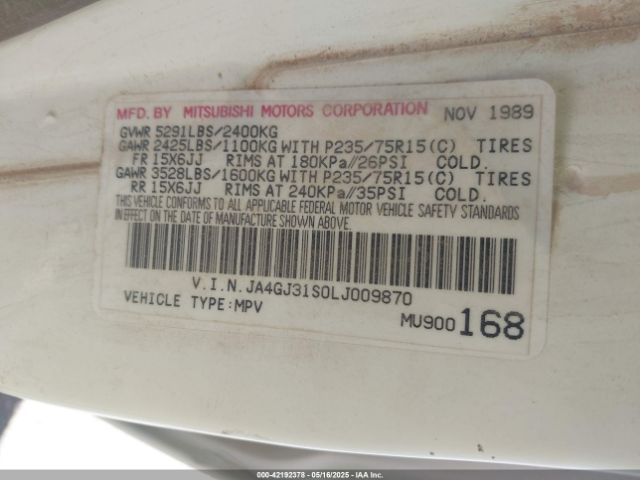 MFD. BY MITSUBISHI MOTORS CORPORATION NOV 1989
GVWR 5291LBS/2400KG
GAWR 2425LBS/1100KG WITH P235/75R15(C) TIRES
FR 15X6JJ RIMS AT 180KPa//26PSI COLD.
GAWR 3528LBS/1600KG WITH P235/75R15(C) TIRES
RR 15X6JJ RIMS AT 240KPa//35PSI COLD.
THIS VEHICLE CONFORMS TO ALL APPLICABLE FEDERAL MOTOR VEHICLE SAFETY STANDARDS
IN EFFECT ON THE DATE OF MANUFACTURE SHOWN ABOVE.
V.I.N.JA4GJ31S0LJ009870
VEHICLE TYPE:MPV
MU900168
000-42192378 - 05/16/2025 - IAA, Inc.